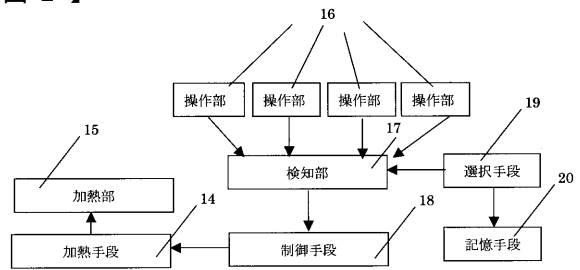 16
操作部 操作部 操作部 操作部
19
17
15
検知部
選択手段
加熱部
14
18
20
加熱手段
制御手段
記憶手段